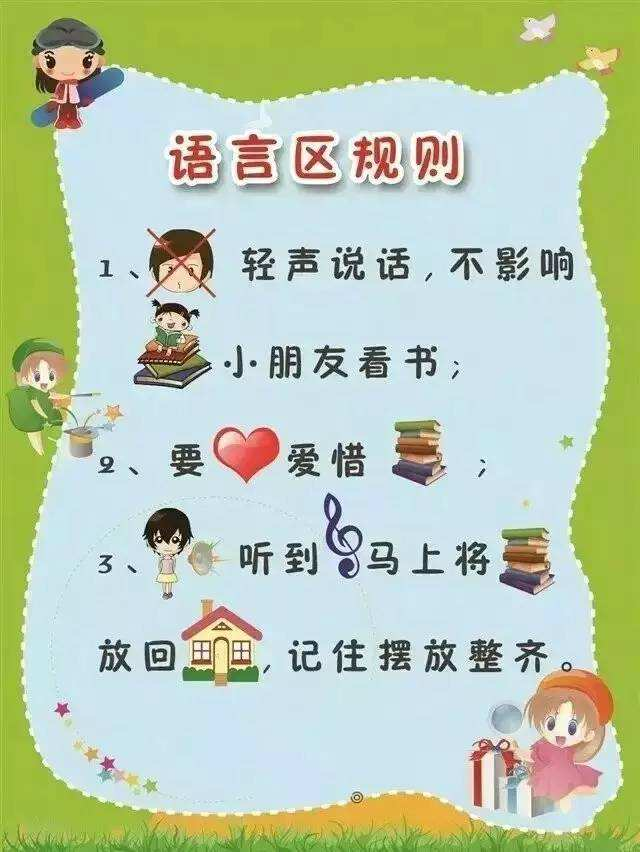 语言区规则
1、轻声说话,不影响
小朋友看书;
2、要爱惜;
3、听到马上将
放回,记住摆放整齐。